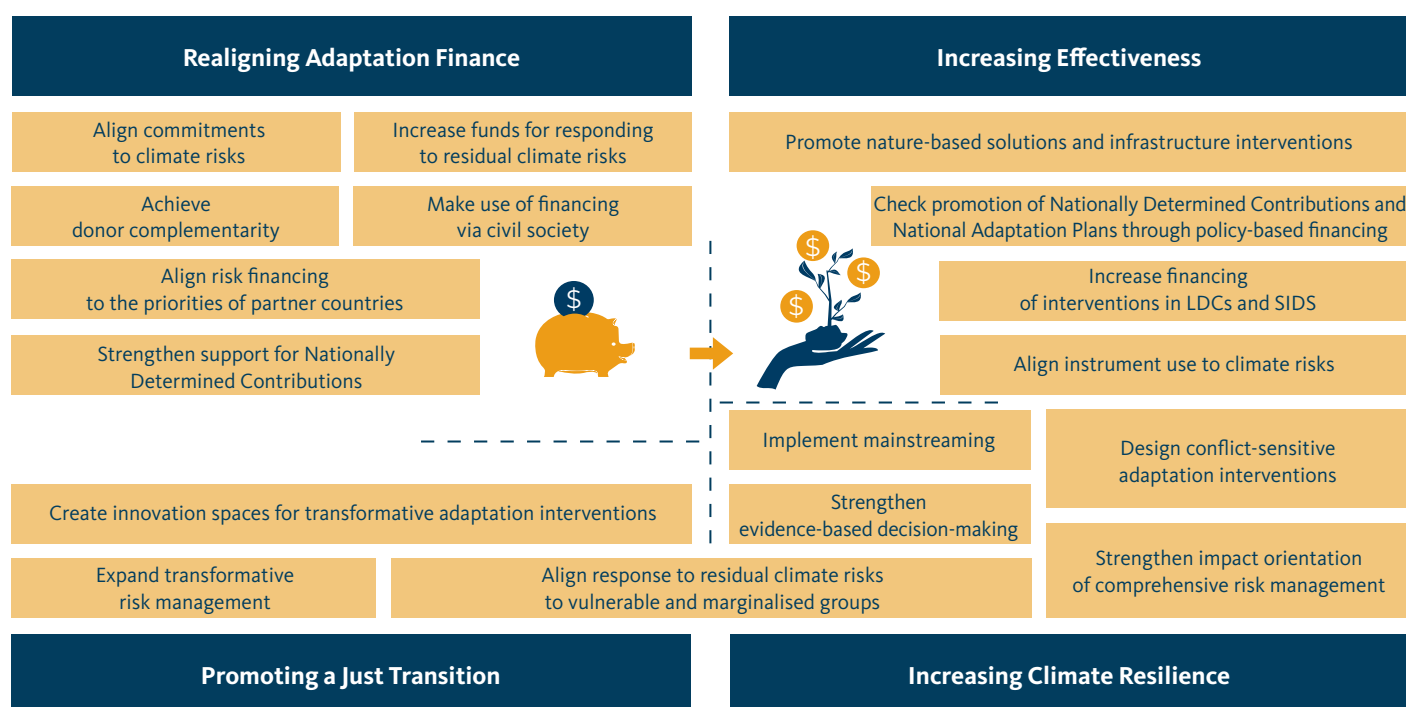 Realigning Adaptation Finance
Align commitments
to climate risks
Increase funds for responding
to residual climate risks
Achieve
donor complementarity
Make use of financing
via civil society
Align risk financing
to the priorities of partner countries
Strengthen support for Nationally
Determined Contributions
$
Increasing Effectiveness
Promote nature-based solutions and infrastructure interventions
Check promotion of Nationally Determined Contributions and
National Adaptation Plans through policy-based financing
$
$
$
Increase financing
of interventions in LDCs and SIDS
Align instrument use to climate risks
Create innovation spaces for transformative adaptation interventions
Expand transformative
risk management
Align response to residual climate risks
to vulnerable and marginalised groups
Promoting a Just Transition
Implement mainstreaming
Strengthen
evidence-based decision-making
Design conflict-sensitive
adaptation interventions
Strengthen impact orientation
of comprehensive risk management
Increasing Climate Resilience